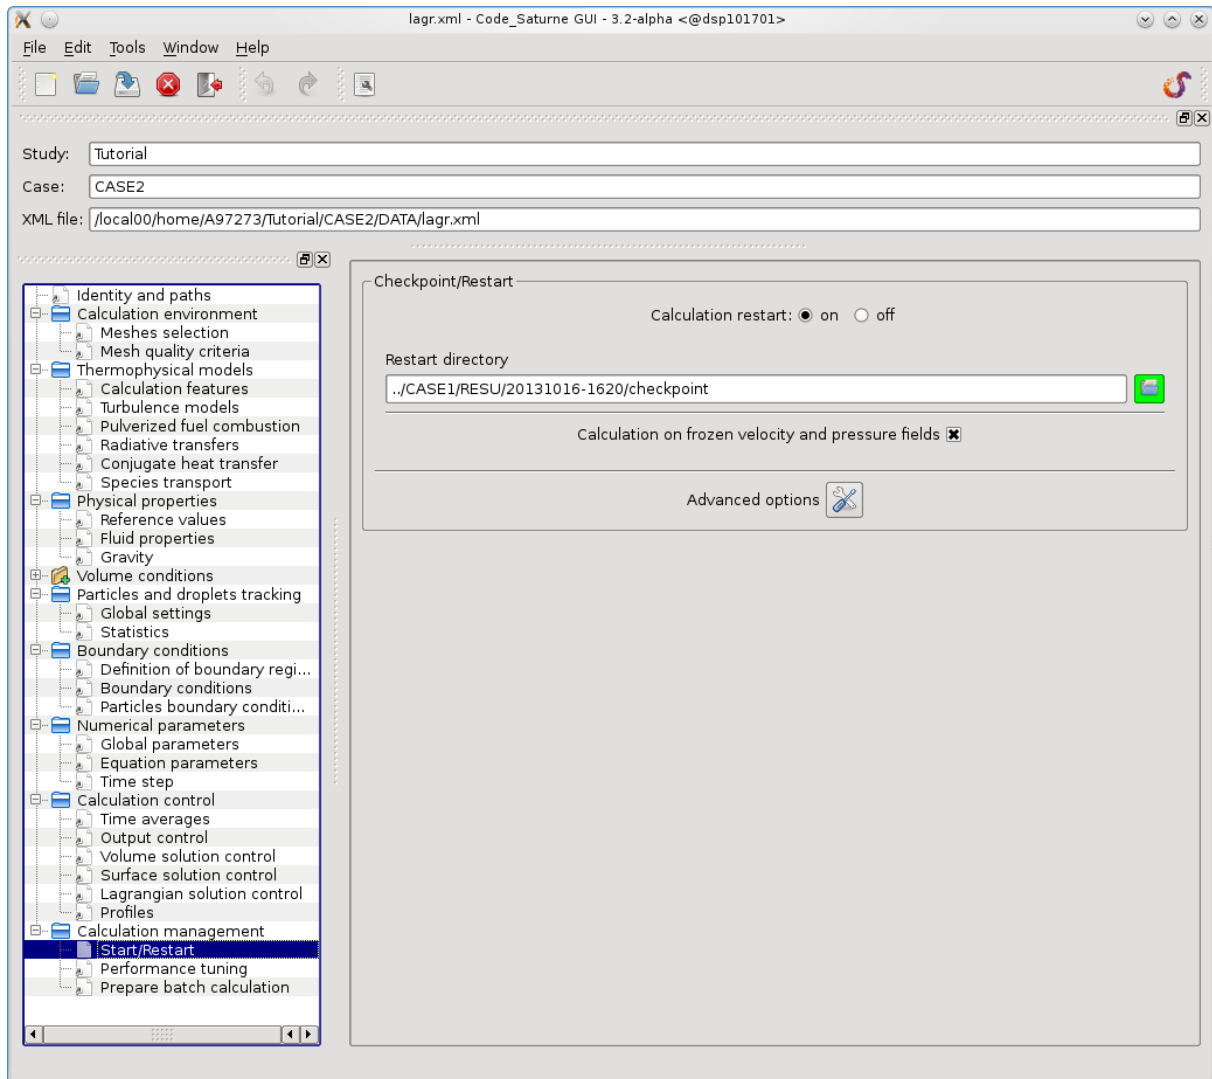 lagr.xml - Code_Saturne GUI - 3.2-alpha <@dsp101701>
File Edit Tools Window Help
Study: Tutorial
Case: CASE2
XML file: /local00/home/A97273/Tutorial/CASE2/DATA/lagr.xml
Identity and paths
Calculation environment
Meshes selection
Mesh quality criteria
Thermophysical models
Calculation features
Turbulence models
Pulverized fuel combustion
Radiative transfers
Conjugate heat transfer
Species transport
Physical properties
Reference values
Fluid properties
Gravity
Volume conditions
Particles and droplets tracking
Global settings
Statistics
Boundary conditions
Definition of boundary regi...
Boundary conditions
Particles boundary conditi...
Numerical parameters
Global parameters
Equation parameters
Time step
Calculation control
Time averages
Output control
Volume solution control
Surface solution control
Lagrangian solution control
Profiles
Calculation management
Start/Restart
Performance tuning
Prepare batch calculation
Checkpoint/Restart
Calculation restart: on off
Restart directory
../CASE1/RESU/20131016-1620/checkpoint
Calculation on frozen velocity and pressure fields
Advanced options